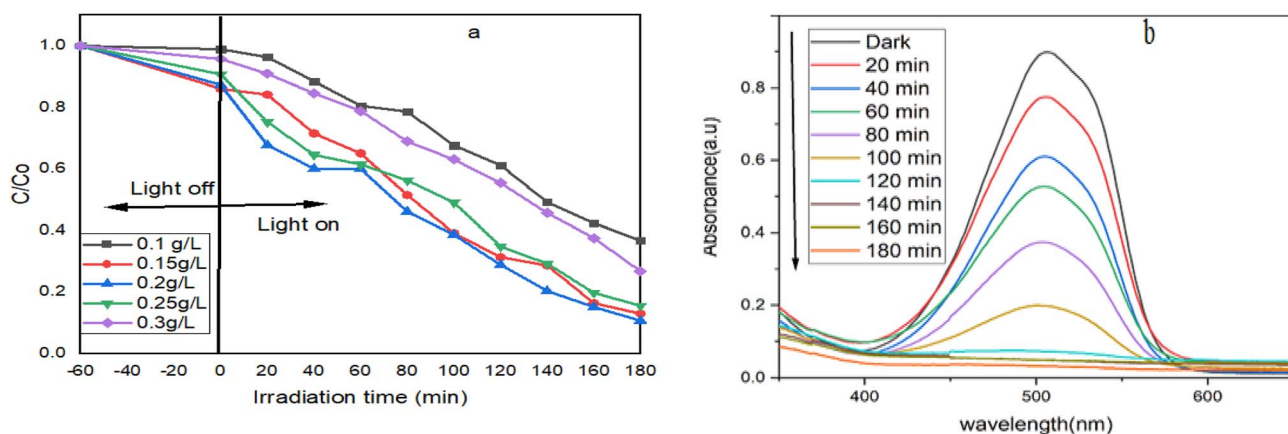 a
C/Co
1.0
0.8
0.6
0.4
0.2
0.0
Light off
Light on
0.1 g/L
0.15g/L
0.2g/L
0.25g/L
0.3g/L
-60 -40 -20 0 20 40 60 80 100 120 140 160 180
Irradiation time (min)
b
Absorbance(a.u)
0.8
0.6
0.4
0.2
0.0
Dark
20 min
40 min
60 min
80 min
100 min
120 min
140 min
160 min
180 min
400 500 600
wavelength(nm)